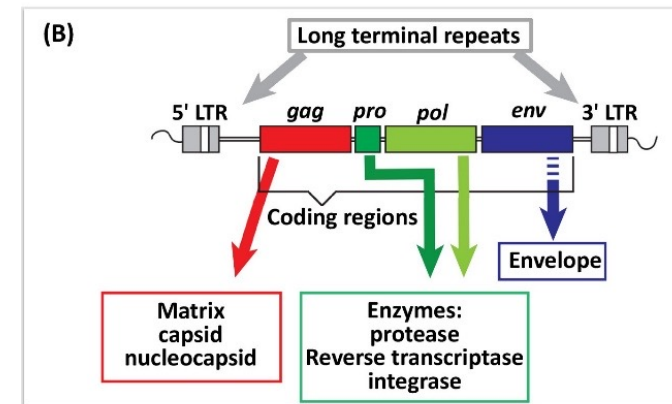 (B)
Long terminal repeats
5' LTR gag pro pol env 3' LTR
Coding regions
Envelope
Matrix
capsid
nucleocapsid
Enzymes:
protease
Reverse transcriptase
integrase